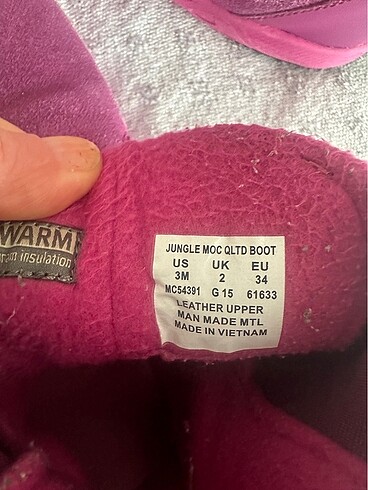 WARM
insulation
JUNGLE MOC QLTD BOOT
US UK EU
3M 2 34
MC54391 G 15 61633
LEATHER UPPER
MAN MADE MTL
MADE IN VIETNAM